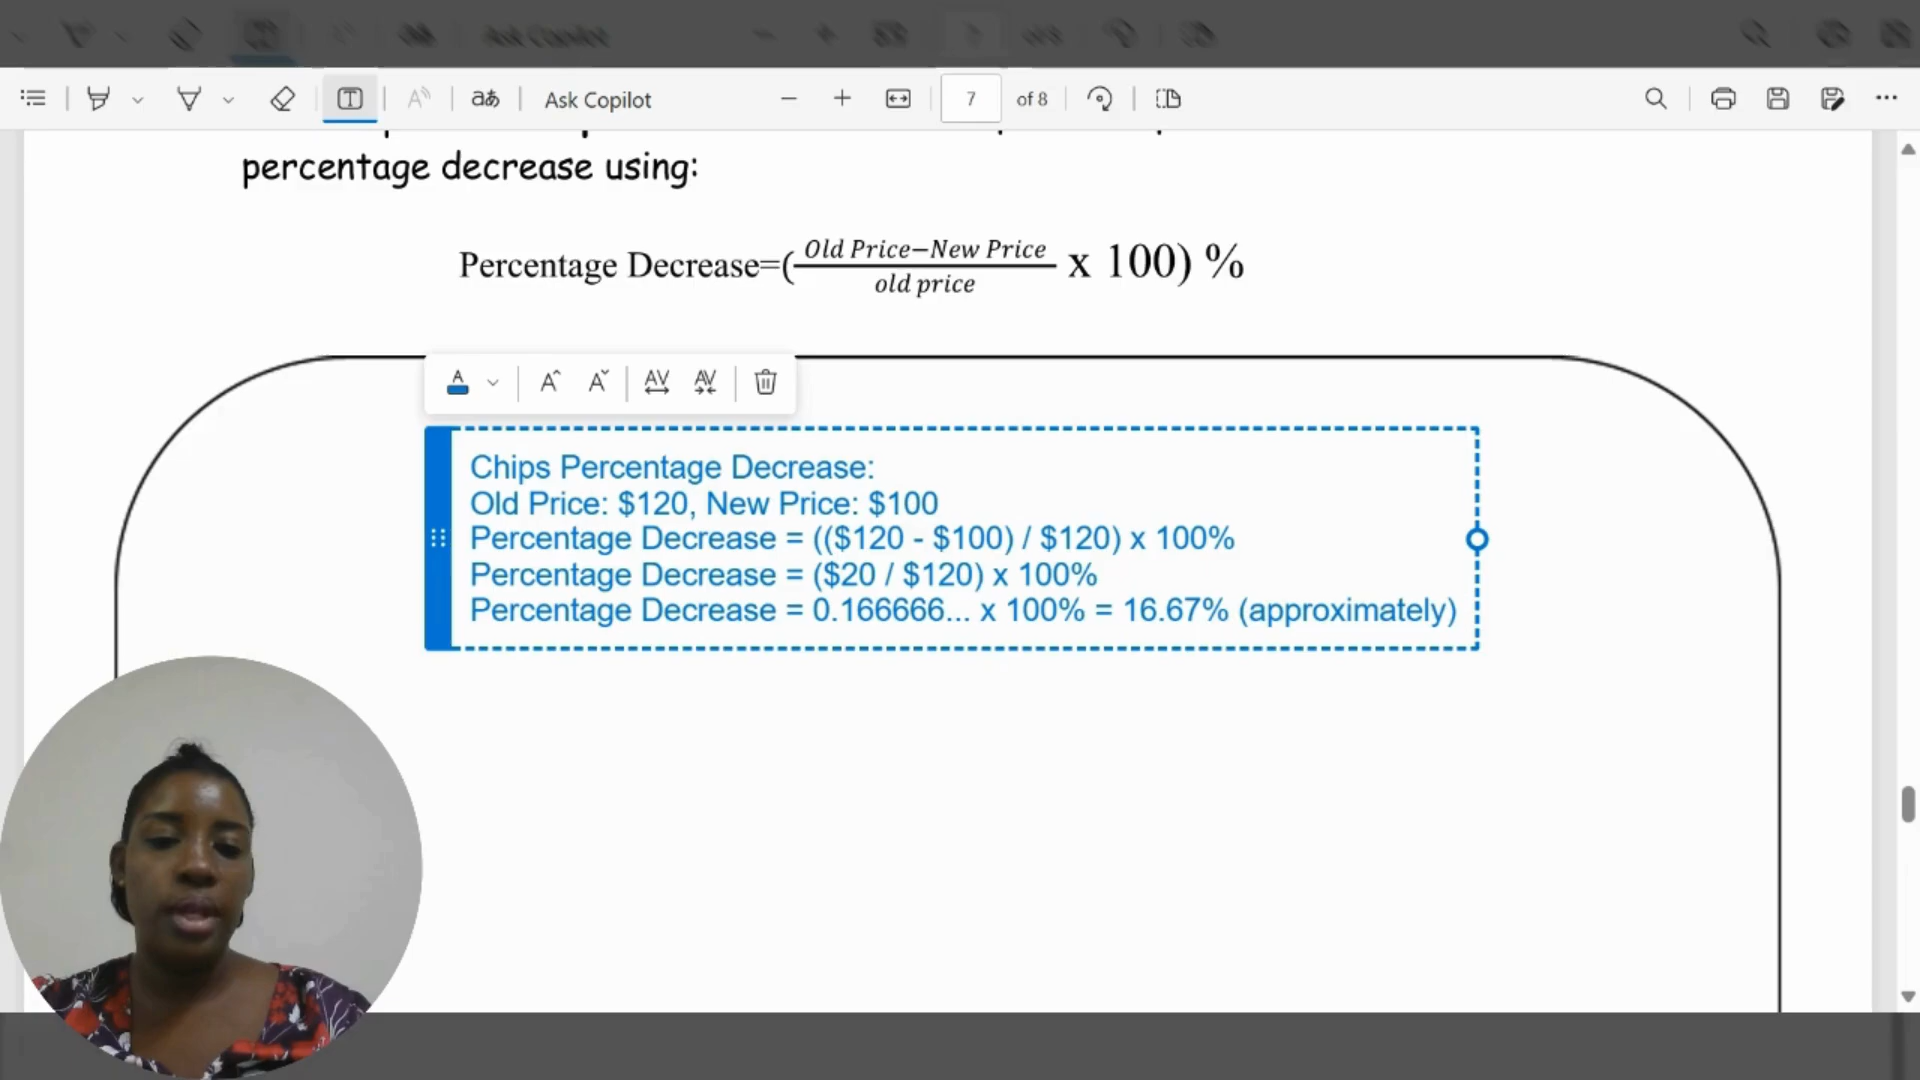 Ask Copilot
7 of 8
percentage decrease using:
Percentage Decrease=(Old Price−New Price / old price x 100) %
Chips Percentage Decrease:
Old Price: $120, New Price: $100
Percentage Decrease = (($120 - $100) / $120) x 100%
Percentage Decrease = ($20 / $120) x 100%
Percentage Decrease = 0.166666... x 100% = 16.67% (approximately)